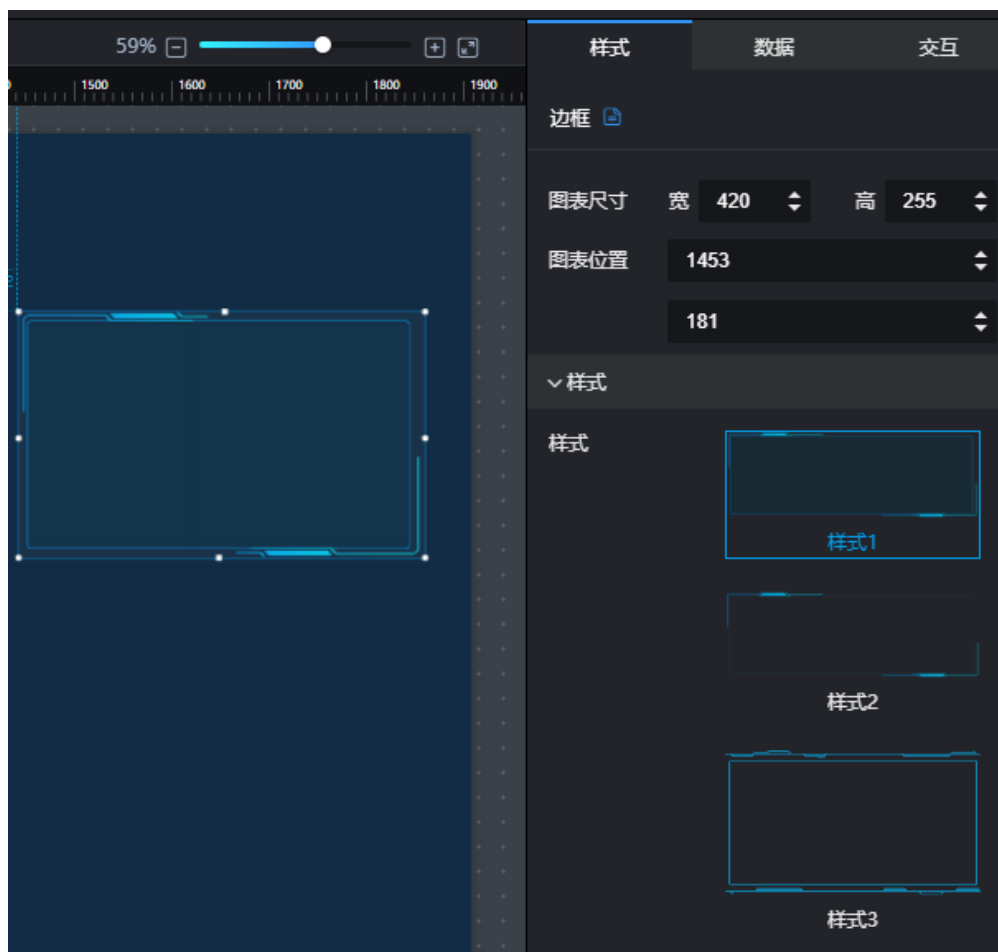 59%
样式 数据 交互
1500 1600 1700 1800 1900
边框
图表尺寸 宽 420 高 255
图表位置 1453
181
样式
样式
样式1
样式2
样式3